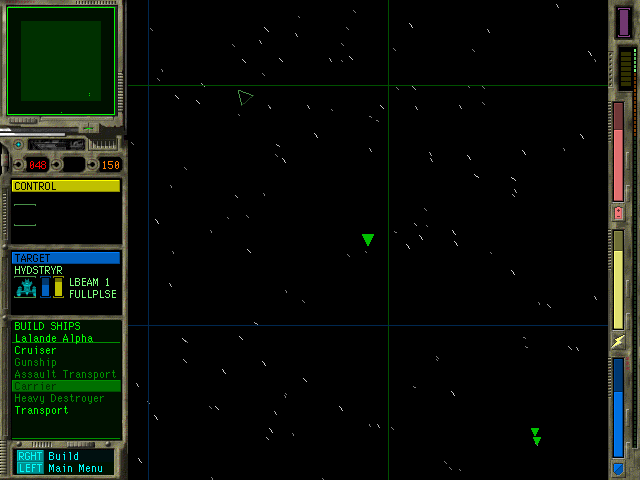 048 150
CONTROL
TARGET
HYDSTRYR
LBEAM 1
FULLPLSE
BUILD SHIPS
Lalande Alpha
Cruiser
Gunship
Assault Transport
Carrier
Heavy Destroyer
Transport
RGHT Build
LEFT Main Menu